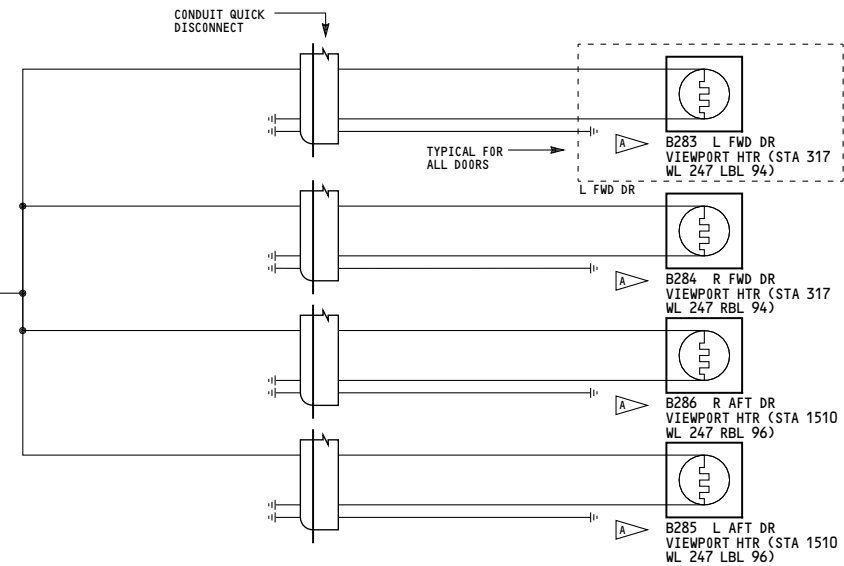 CONDUIT QUICK
DISCONNECT
TYPICAL FOR
ALL DOORS
A
B283 L FWD DR
VIEWPORT HTR (STA 317
WL 247 LBL 94)
L FWD DR
A
B284 R FWD DR
VIEWPORT HTR (STA 317
WL 247 RBL 94)
A
B286 R AFT DR
VIEWPORT HTR (STA 1510
WL 247 RBL 96)
A
B285 L AFT DR
VIEWPORT HTR (STA 1510
WL 247 LBL 96)